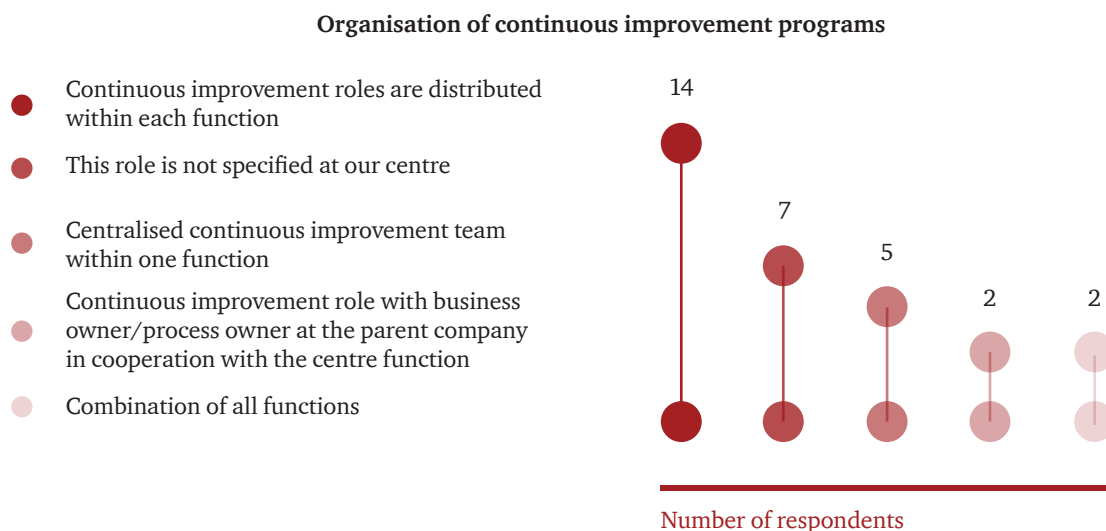 Organisation of continuous improvement programs
Continuous improvement roles are distributed
within each function
This role is not specified at our centre
Centralised continuous improvement team
within one function
Continuous improvement role with business
owner/process owner at the parent company
in cooperation with the centre function
Combination of all functions
14
7
5
2
2
Number of respondents